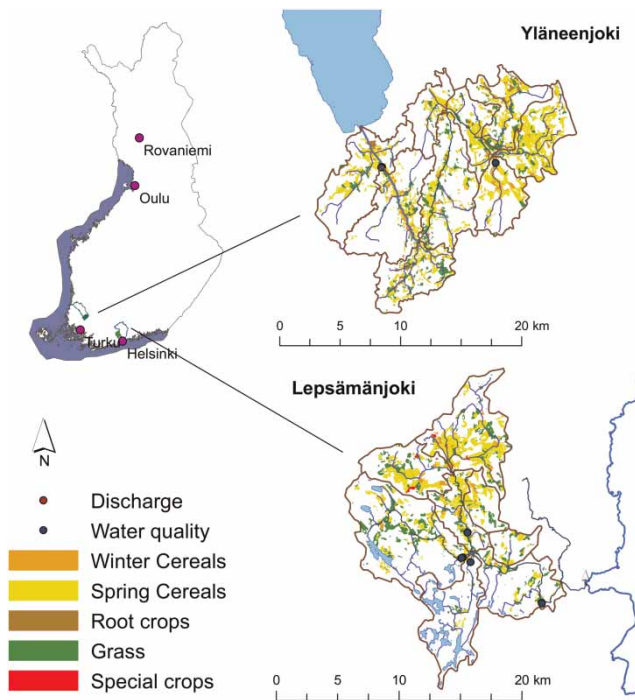 Yläneenjoki
Rovaniemi
Oulu
Turku
Helsinki
0 5 10 20 km
Lepsämänjoki
N
Discharge
Water quality
Winter Cereals
Spring Cereals
Root crops
Grass
Special crops
0 5 10 20 km